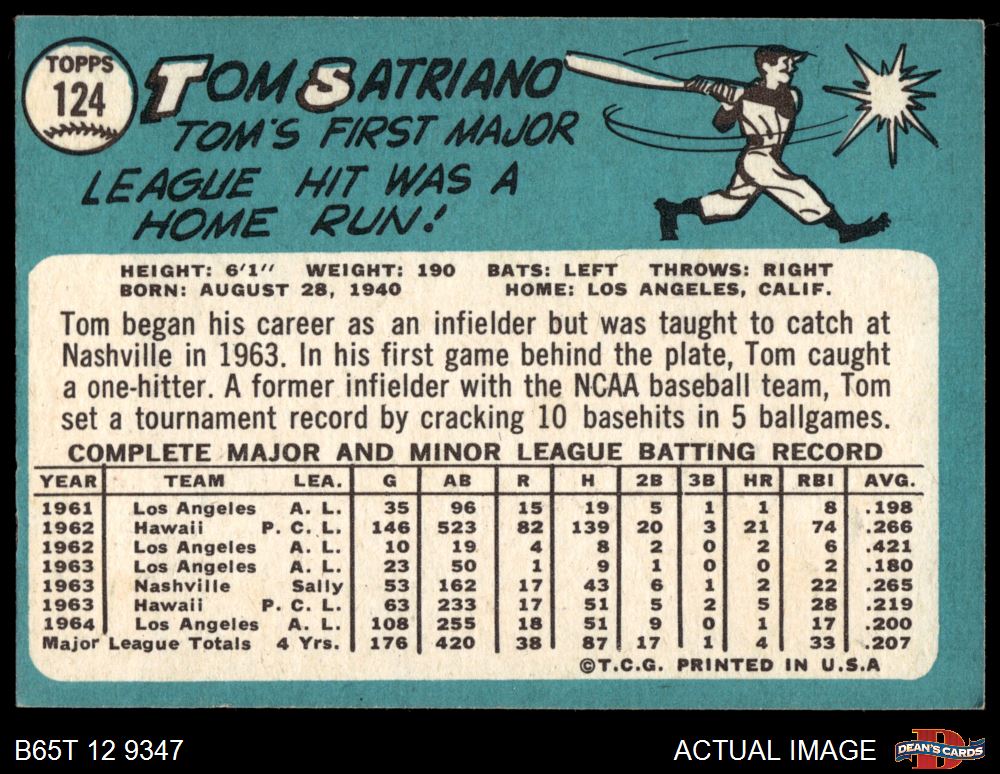 TOPPS
124
TOM SATRIANO
TOM'S FIRST MAJOR
LEAGUE HIT WAS A
HOME RUN!
HEIGHT: 6'1" WEIGHT: 190 BATS: LEFT THROWS: RIGHT
BORN: AUGUST 28, 1940 HOME: LOS ANGELES, CALIF.
Tom began his career as an infielder but was taught to catch at
Nashville in 1963. In his first game behind the plate, Tom caught
a one-hitter. A former infielder with the NCAA baseball team, Tom
set a tournament record by cracking 10 basehits in 5 ballgames.
COMPLETE MAJOR AND MINOR LEAGUE BATTING RECORD
YEAR TEAM LEA. G AB R H 2B 3B HR RBI AVG.
1961 Los Angeles A. L. 35 96 15 19 5 1 1 8 .198
1962 Hawaii P. C. L. 146 523 82 139 20 3 21 74 .266
1962 Los Angeles A. L. 10 19 4 8 2 0 2 6 .421
1963 Los Angeles A. L. 23 50 1 9 1 0 0 2 .180
1963 Nashville Sally 53 162 17 43 6 1 2 22 .265
1963 Hawaii P. C. L. 63 233 17 51 5 2 5 28 .219
1964 Los Angeles A. L. 108 255 18 51 9 0 1 17 .200
Major League Totals 4 Yrs. 176 420 38 87 17 1 4 33 .207
©T.C.G. PRINTED IN U.S.A
B65T 12 9347 ACTUAL IMAGE DEAN'S CARDS